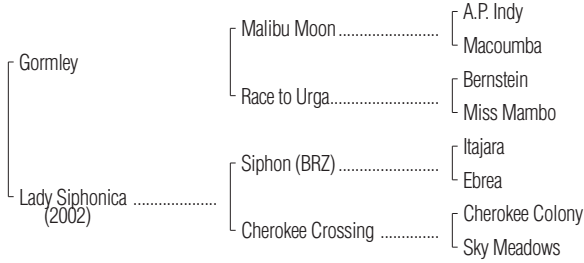 A.P. Indy
Malibu Moon
Macoumba
Gormley
Bernstein
Race to Urga
Miss Mambo
Itajara
Siphon (BRZ)
Ebrea
Lady Siphonica
(2002)
Cherokee Colony
Cherokee Crossing
Sky Meadows